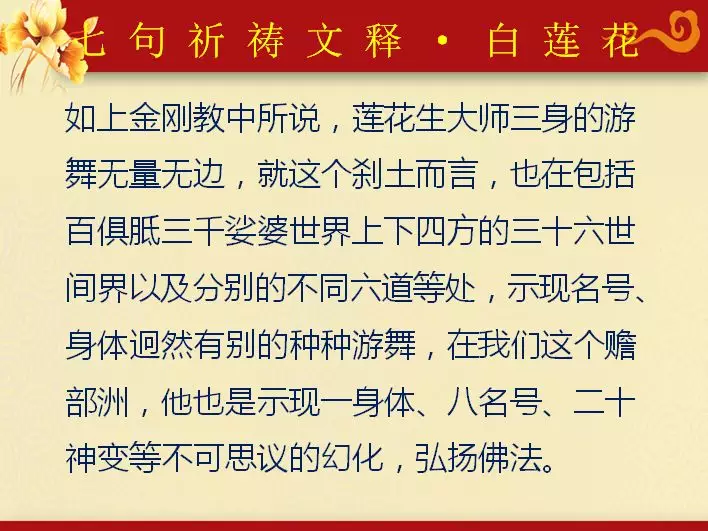 七句祈祷文释·白莲花
如上金刚教中所说，莲花生大师三身的游
舞无量无边，就这个刹土而言，也在包括
百俱胝三千娑婆世界上下四方的三十六世
间界以及分别的不同六道等处，示现名号、
身体迥然有别的种种游舞，在我们这个赡
部洲，他也是示现一身体、八名号、二十
神变等不可思议的幻化，弘扬佛法。